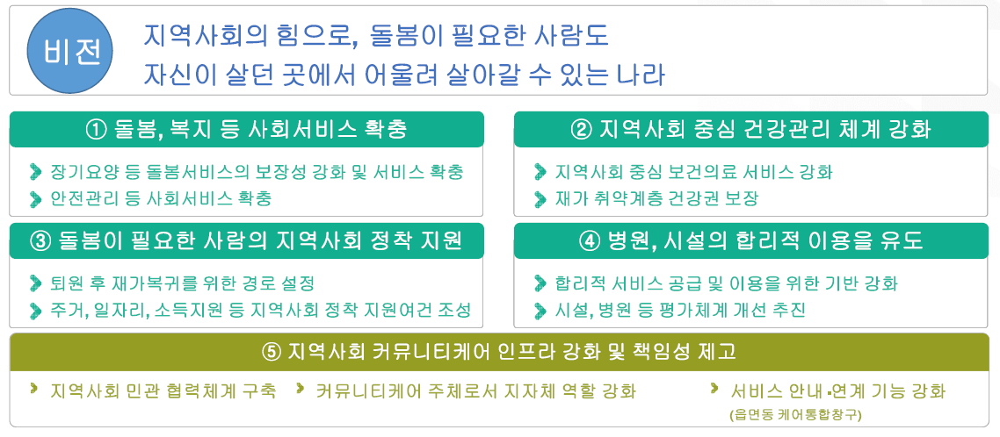 비전
지역사회의 힘으로, 돌봄이 필요한 사람도
자신이 살던 곳에서 어울려 살아갈 수 있는 나라
① 돌봄, 복지 등 사회서비스 확충
장기요양 등 돌봄서비스의 보장성 강화 및 서비스 확충
안전관리 등 사회서비스 확충
② 지역사회 중심 건강관리 체계 강화
지역사회 중심 보건의료 서비스 강화
재가 취약계층 건강권 보장
③ 돌봄이 필요한 사람의 지역사회 정착 지원
퇴원 후 재가복귀를 위한 경로 설정
주거, 일자리, 소득지원 등 지역사회 정착 지원여건 조성
④ 병원, 시설의 합리적 이용을 유도
합리적 서비스 공급 및 이용을 위한 기반 강화
시설, 병원 등 평가체계 개선 추진
⑤ 지역사회 커뮤니티케어 인프라 강화 및 책임성 제고
지역사회 민관 협력체계 구축
커뮤니티케어 주체로서 지자체 역할 강화
서비스 안내·연계 기능 강화
(읍면동 케어통합창구)